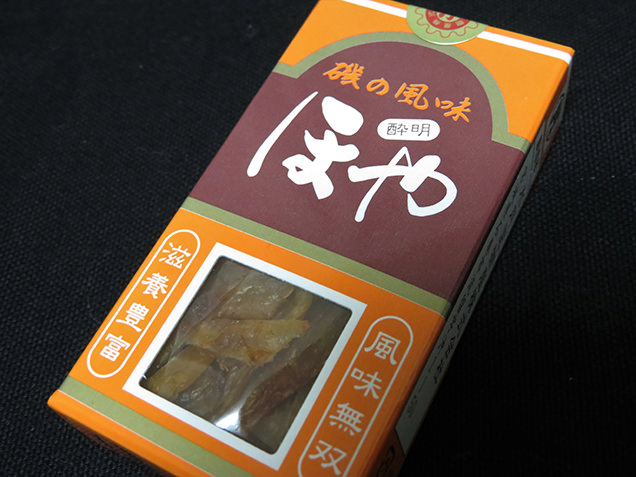 磯の風味
酔明
ほや
滋養豊富
風味無双